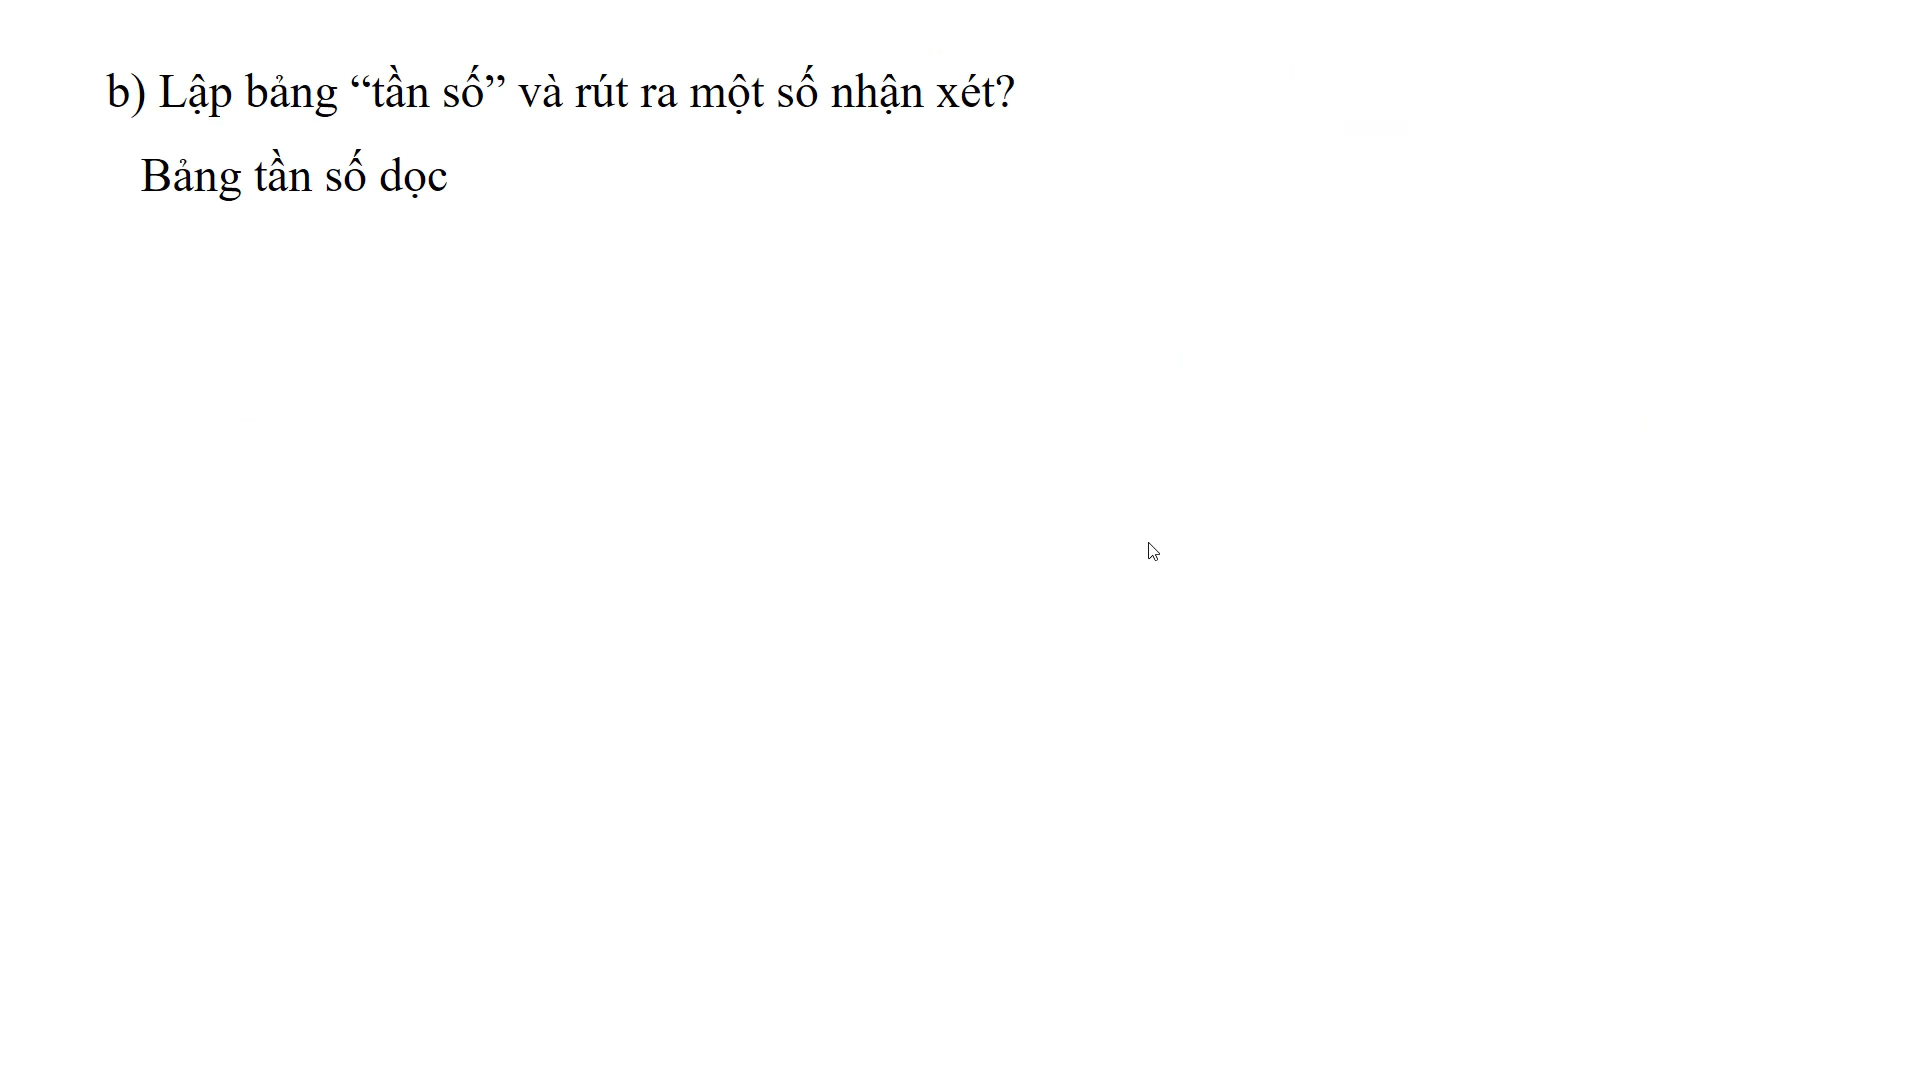 b) Lập bảng “tần số” và rút ra một số nhận xét?
Bảng tần số dọc